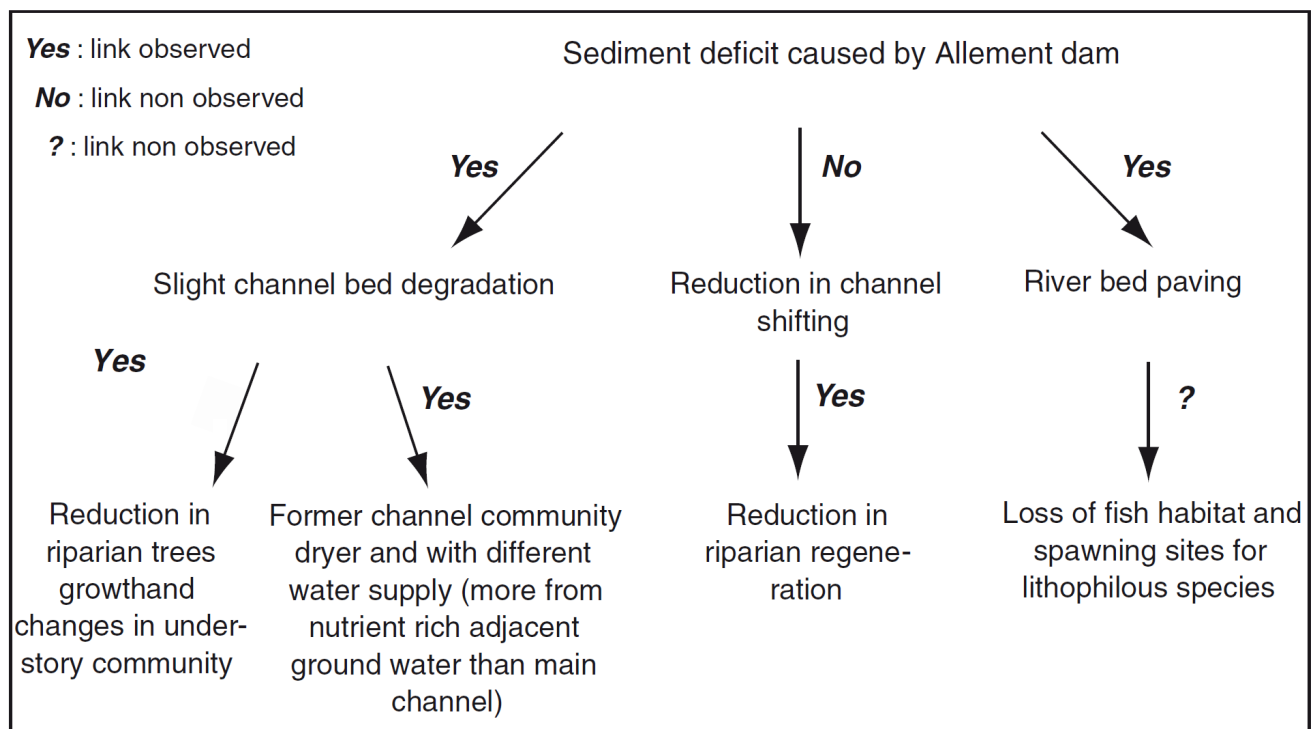 Yes : link observed
No : link non observed
? : link non observed
Sediment deficit caused by Allement dam
Yes
No
Yes
Slight channel bed degradation
Reduction in channel
shifting
River bed paving
Yes
Yes
Yes
?
Reduction in
riparian trees
growthand
changes in under-
story community
Former channel community
dryer and with different
water supply (more from
nutrient rich adjacent
ground water than main
channel)
Reduction in
riparian regene-
ration
Loss of fish habitat and
spawning sites for
lithophilous species